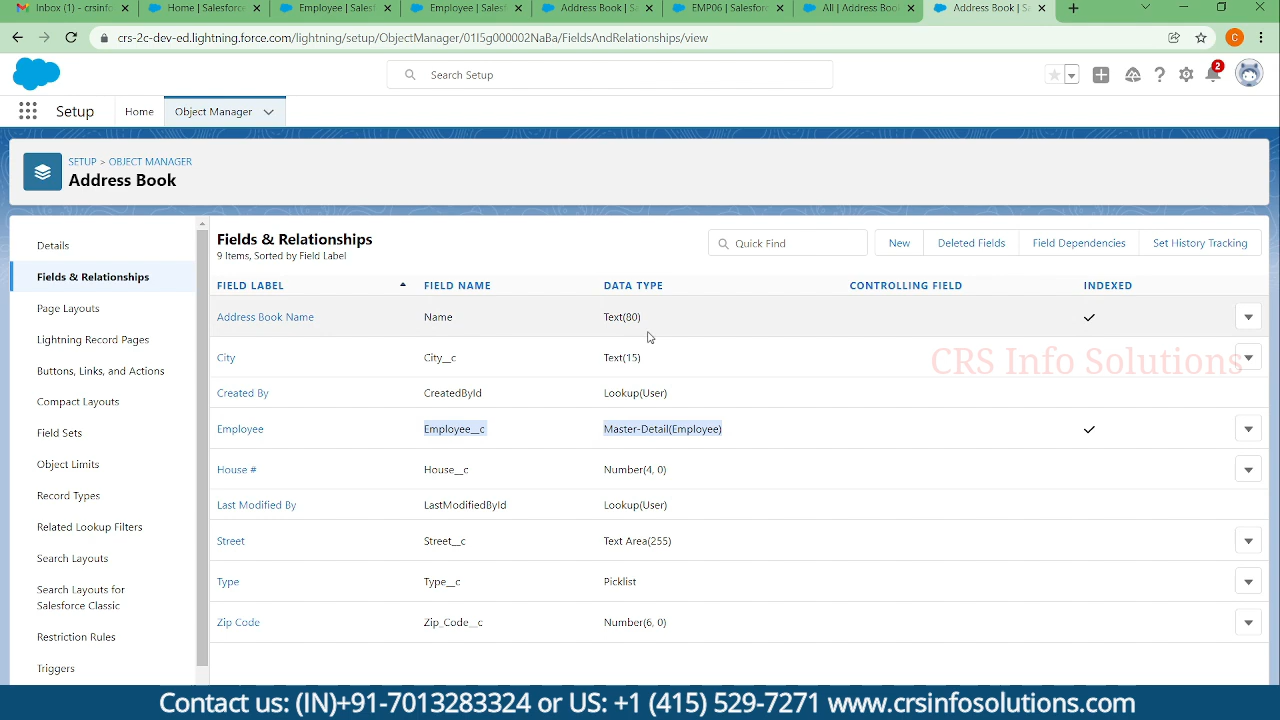 Inbox (1) - crsinfos
Home | Salesforce
Employee | Salesf
Employee | Salesf
Address Book | Sa
EMP06 | Salesforc
All | Address Book
Address Book | Sa
crs-2c-dev-ed.lightning.force.com/lightning/setup/ObjectManager/01I5g000002NaBa/FieldsAndRelationships/view
C
Search Setup
2
Setup
Home
Object Manager
SETUP > OBJECT MANAGER
Address Book
Details
Fields & Relationships
Page Layouts
Lightning Record Pages
Buttons, Links, and Actions
Compact Layouts
Field Sets
Object Limits
Record Types
Related Lookup Filters
Search Layouts
Search Layouts for
Salesforce Classic
Restriction Rules
Triggers
Fields & Relationships
9 Items, Sorted by Field Label
Quick Find
New
Deleted Fields
Field Dependencies
Set History Tracking
FIELD LABEL FIELD NAME DATA TYPE CONTROLLING FIELD INDEXED
Address Book Name Name Text(80)
City City__c Text(15)
Created By CreatedById Lookup(User)
Employee Employee__c Master-Detail(Employee)
House # House__c Number(4, 0)
Last Modified By LastModifiedById Lookup(User)
Street Street__c Text Area(255)
Type Type__c Picklist
Zip Code Zip_Code__c Number(6, 0)
CRS Info Solutions
Contact us: (IN)+91-7013283324 or US: +1 (415) 529-7271 www.crsinfosolutions.com